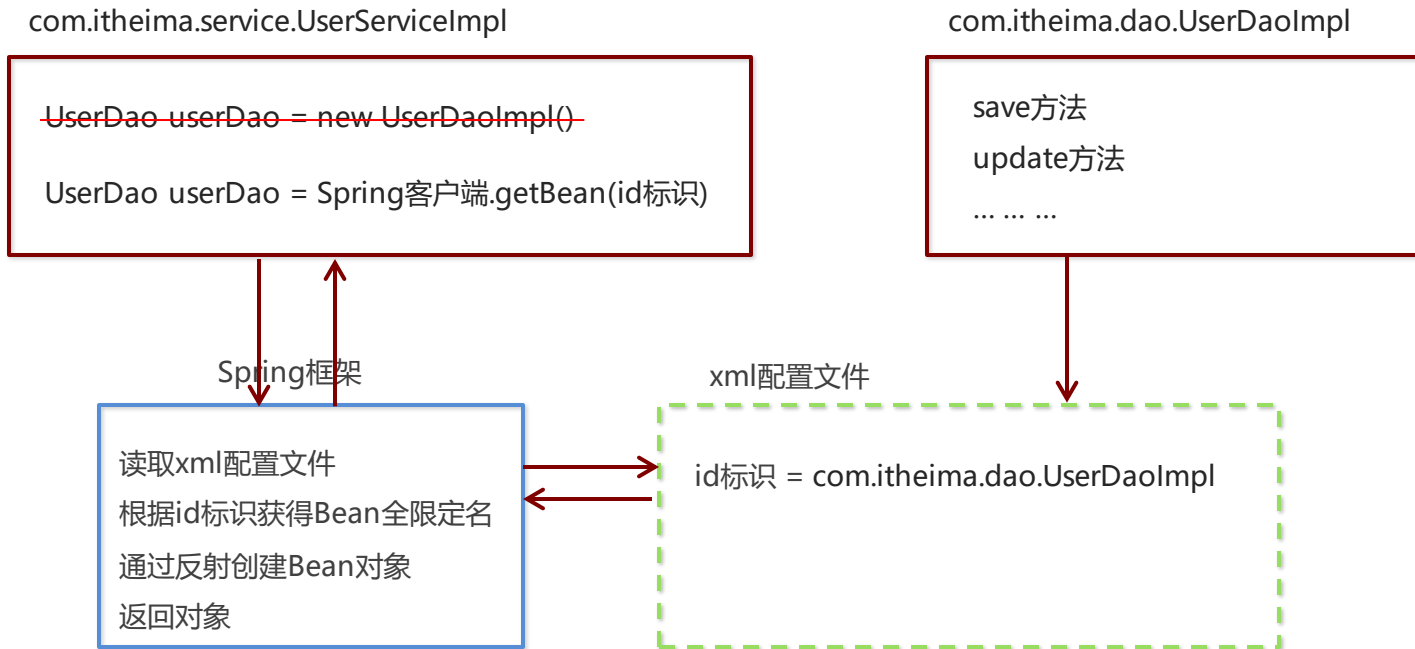 com.itheima.service.UserServiceImpl
com.itheima.dao.UserDaoImpl
UserDao userDao = new UserDaoImpl()
UserDao userDao = Spring客户端.getBean(id标识)
save方法
update方法
... ... ...
Spring框架
xml配置文件
读取xml配置文件
根据id标识获得Bean全限定名
通过反射创建Bean对象
返回对象
id标识 = com.itheima.dao.UserDaoImpl